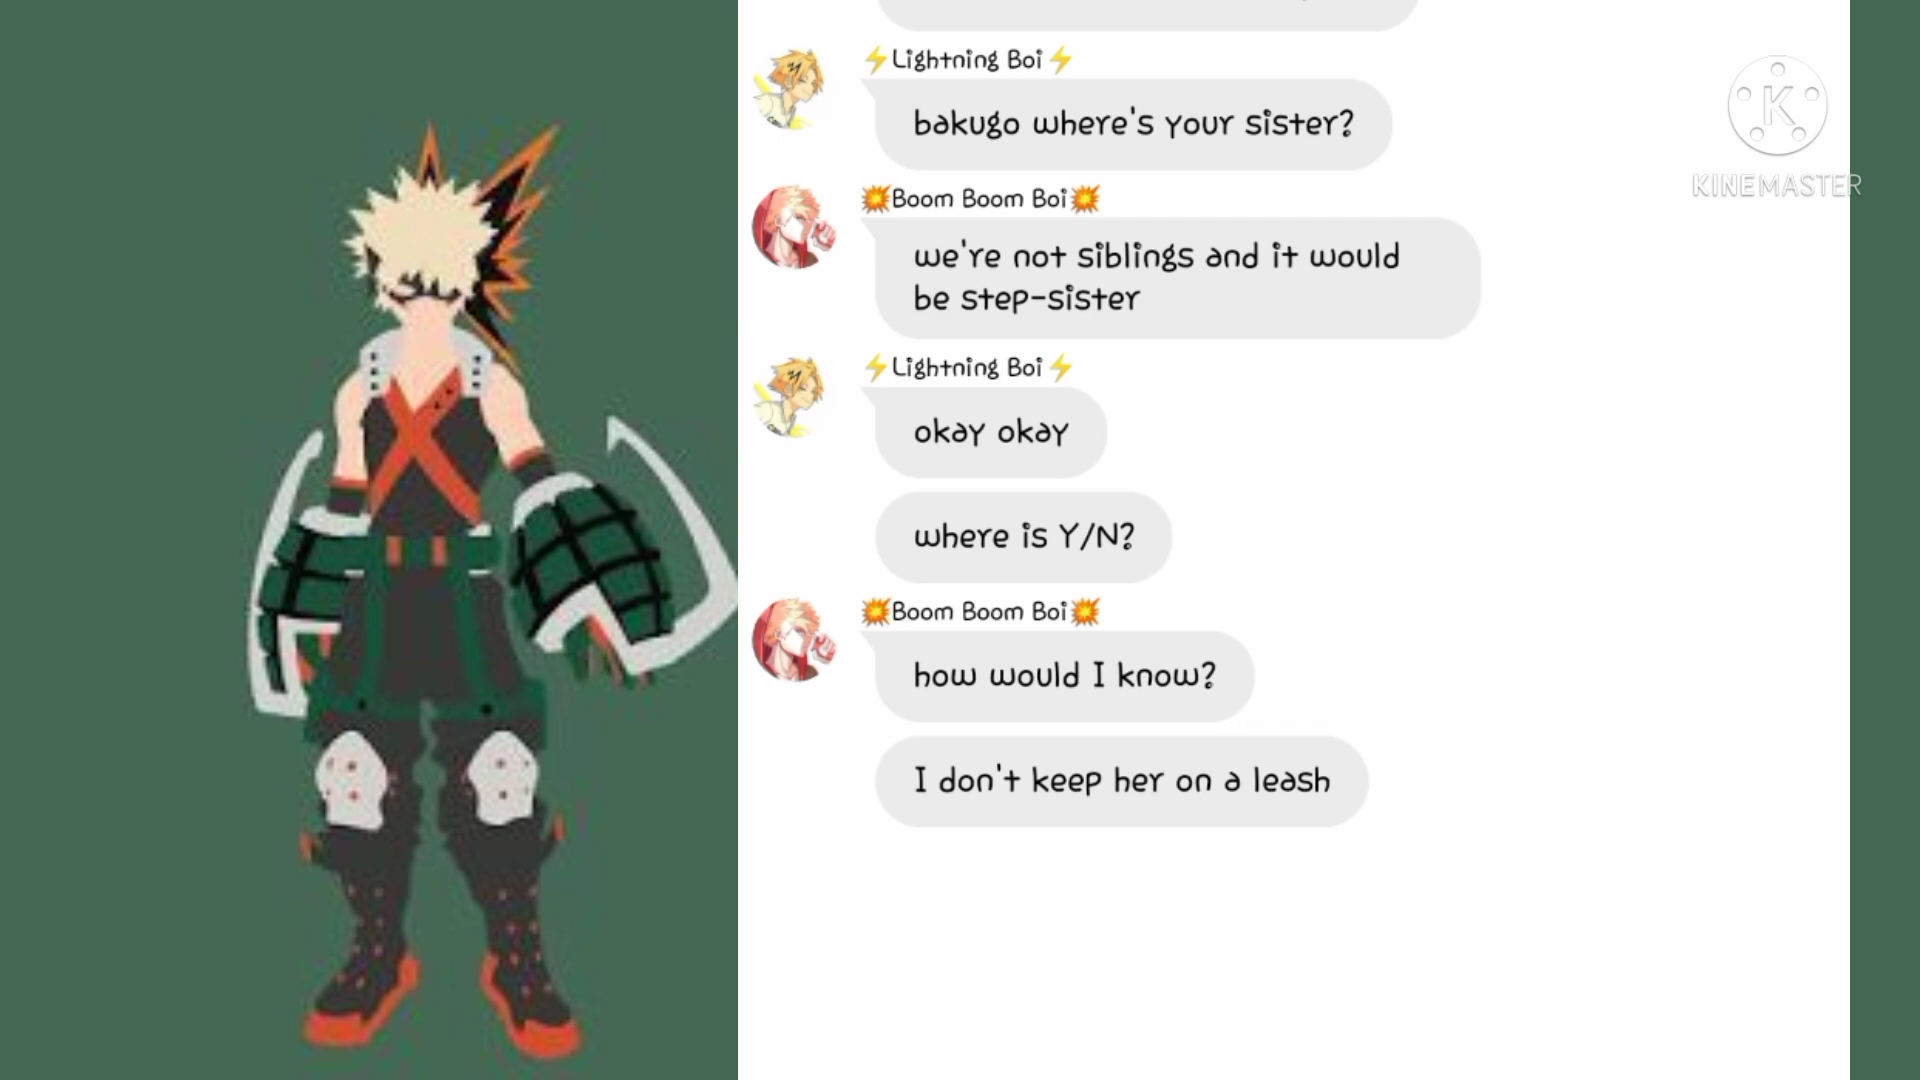 ⚡Lightning Boi⚡
bakugo where's your sister?
💥Boom Boom Boi💥
we're not siblings and it would
be step-sister
⚡Lightning Boi⚡
okay okay
where is Y/N?
💥Boom Boom Boi💥
how would I know?
I don't keep her on a leash
K
KINEMASTER